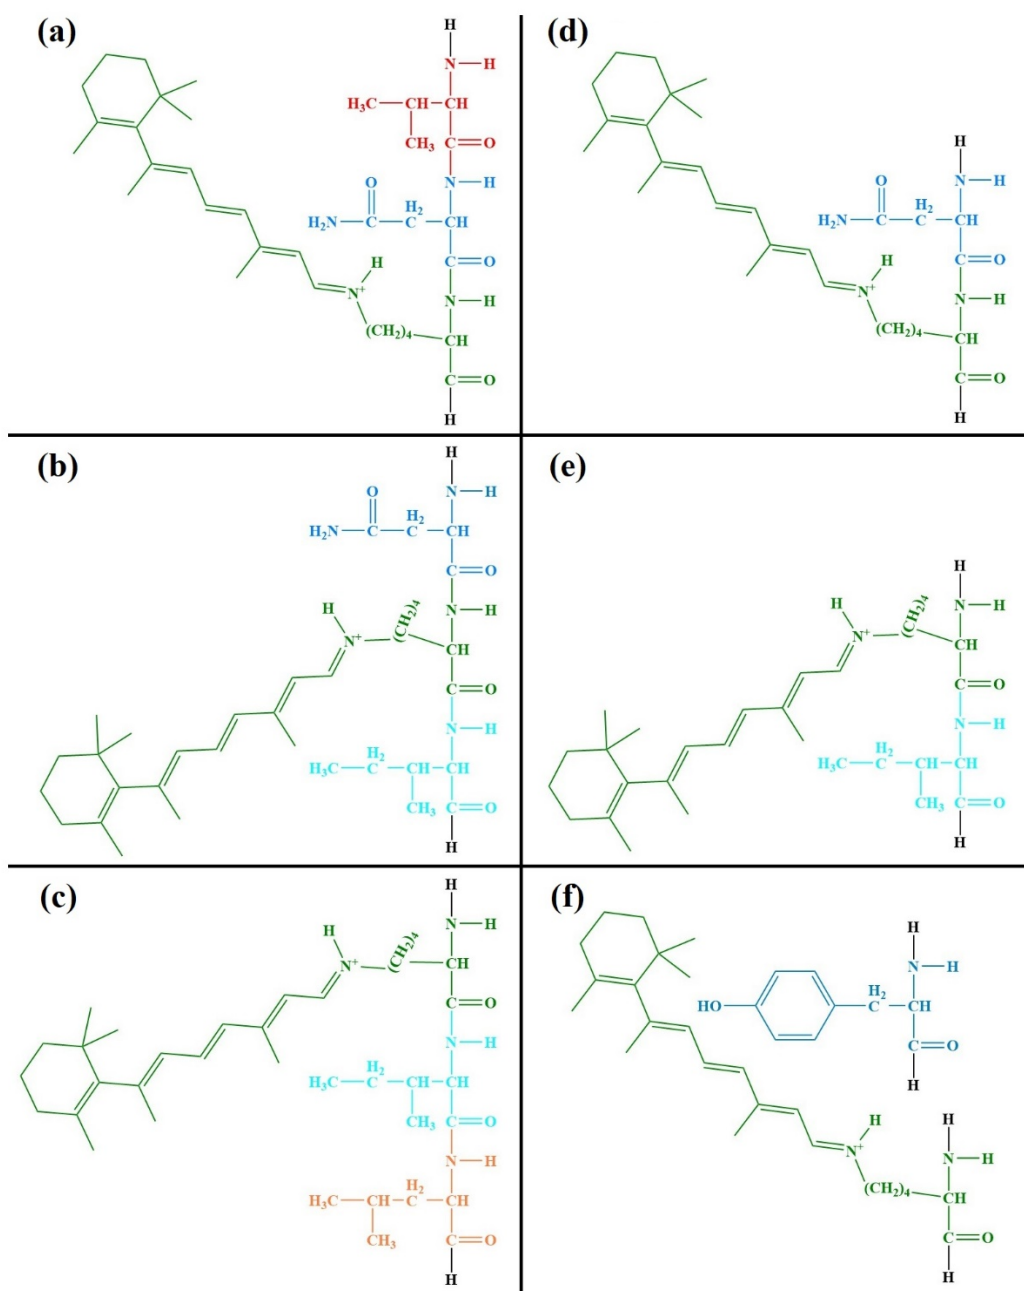 (a)
H
N H
H₃C CH CH
CH₃ C O
O N H
H₂N C C CH
H₂
H C O
N⁺ N H
(CH₂)₄ CH
C O
H
(d)
H
O N H
H₂
H₂N C C CH
H C O
N⁺ N H
(CH₂)₄ CH
C O
H
(b)
H
O N H
H₂
H₂N C C CH
C O
H (CH₂)₄ N H
N⁺ CH
C O
N H
H₂
H₃C C CH CH
CH₃ C O
H
(e)
H
H (CH₂)₄ N H
N⁺ CH
C O
N H
H₂
H₃C C CH CH
CH₃ C O
H
(c)
H
H (CH₂)₄ N H
N⁺ CH
C O
N H
H₂
H₃C C CH CH
CH₃ C O
N H
H₂
H₃C CH C CH
CH₃ C O
H
(f)
H
N H
H₂
HO C CH
C O
H
H H
N⁺ N H
(CH₂)₄ CH
C O
H